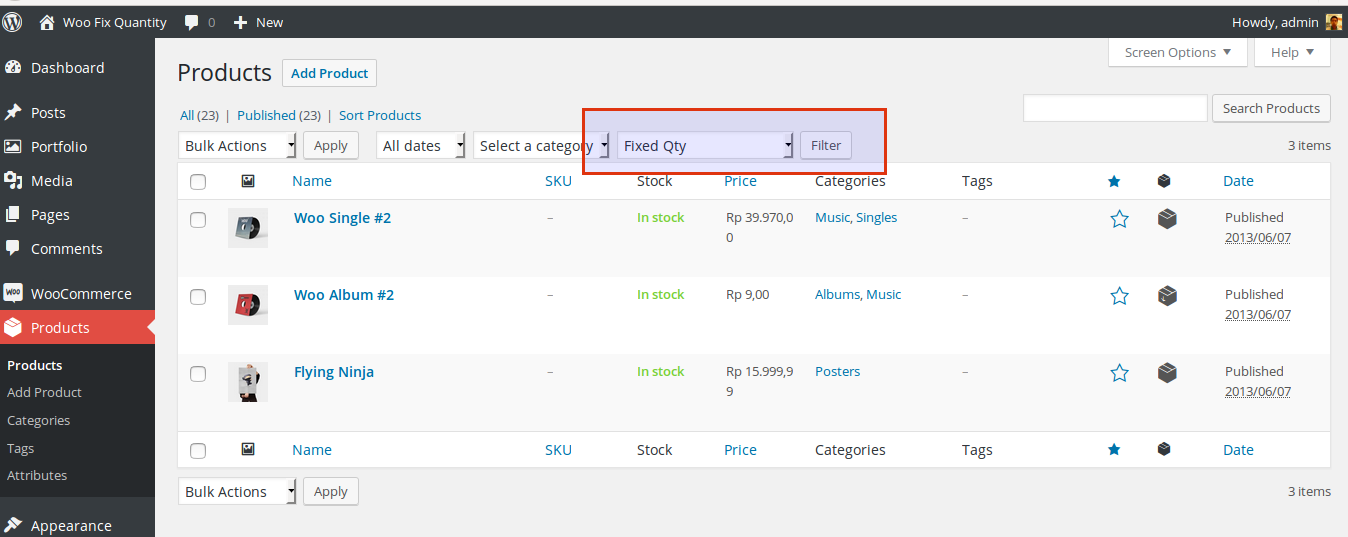 Woo Fix Quantity 0 New Howdy, admin
Screen Options Help
Products Add Product
All (23) | Published (23) | Sort Products
Search Products
Bulk Actions Apply All dates Select a category Fixed Qty Filter 3 items
Name SKU Stock Price Categories Tags Date
Woo Single #2 – In stock Rp 39.970,0 Music, Singles – Published
0 2013/06/07
Woo Album #2 – In stock Rp 9,00 Albums, Music – Published
2013/06/07
Flying Ninja – In stock Rp 15.999,9 Posters – Published
9 2013/06/07
Name SKU Stock Price Categories Tags Date
Bulk Actions Apply 3 items
Dashboard
Posts
Portfolio
Media
Pages
Comments
WOO WooCommerce
Products
Products
Add Product
Categories
Tags
Attributes
Appearance